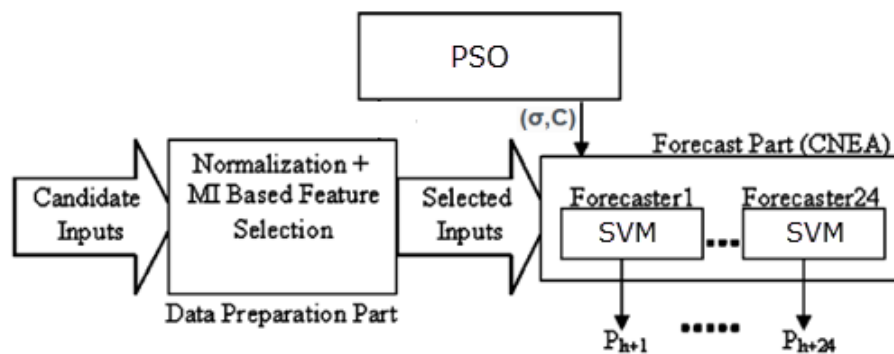 PSO
(σ,C)
Forecast Part (CNEA)
Normalization +
MI Based Feature
Selection
Candidate
Inputs
Selected
Inputs
Forecaster1
Forecaster24
SVM
SVM
Data Preparation Part
Ph+1
Ph+24